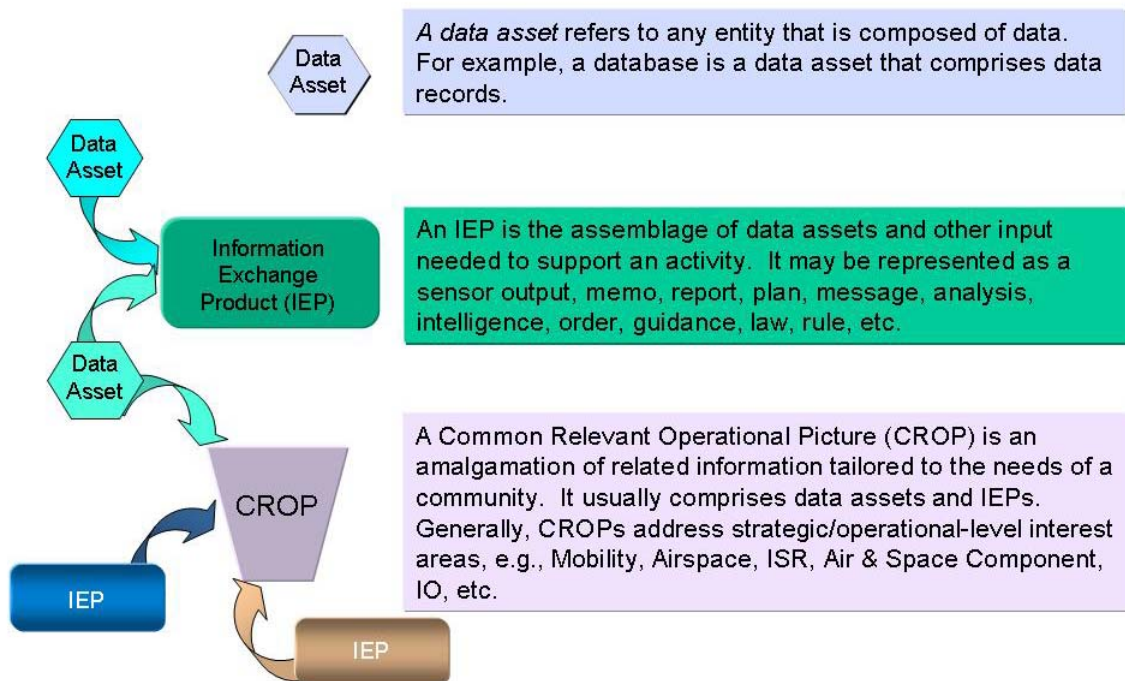 Data
Asset
A data asset refers to any entity that is composed of data.
For example, a database is a data asset that comprises data
records.
Data
Asset
Information
Exchange
Product (IEP)
An IEP is the assemblage of data assets and other input
needed to support an activity.  It may be represented as a
sensor output, memo, report, plan, message, analysis,
intelligence, order, guidance, law, rule, etc.
Data
Asset
CROP
A Common Relevant Operational Picture (CROP) is an
amalgamation of related information tailored to the needs of a
community.  It usually comprises data assets and IEPs.
Generally, CROPs address strategic/operational-level interest
areas, e.g., Mobility, Airspace, ISR, Air & Space Component,
IO, etc.
IEP
IEP